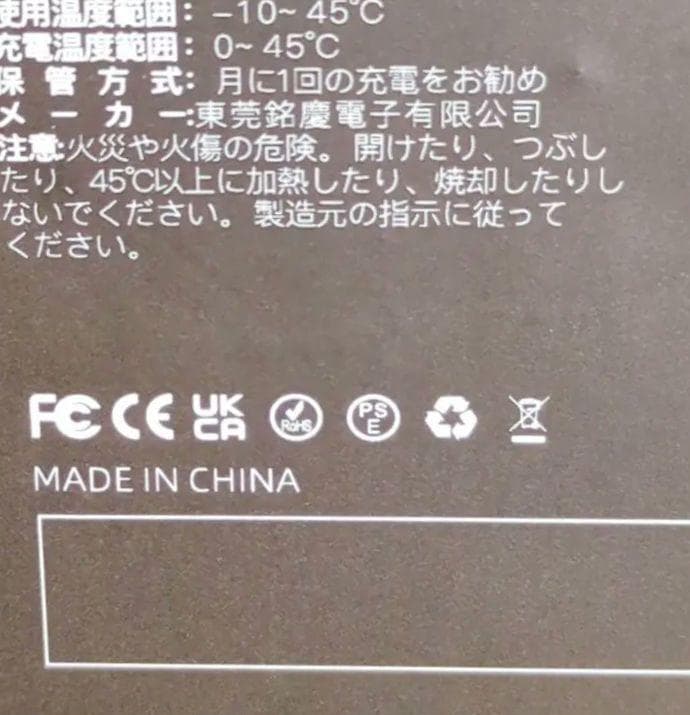 使用温度範囲：-10~ 45℃
充電温度範囲：0~ 45℃
保 管 方 式：月に1回の充電をお勧め
メ ー カ ー:東莞銘慶電子有限公司
注意:火災や火傷の危険。開けたり、つぶし
たり、45℃以上に加熱したり、焼却したりし
ないでください。製造元の指示に従って
ください。
FC CE UK CA RoHS PS E
MADE IN CHINA